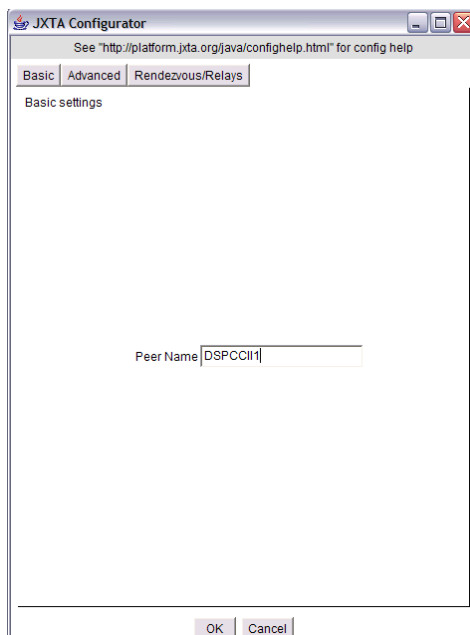 JXTA Configurator
See "http://platform.jxta.org/java/confighelp.html" for config help
Basic Advanced Rendezvous/Relays
Basic settings
Peer Name DSPCCII1
OK Cancel